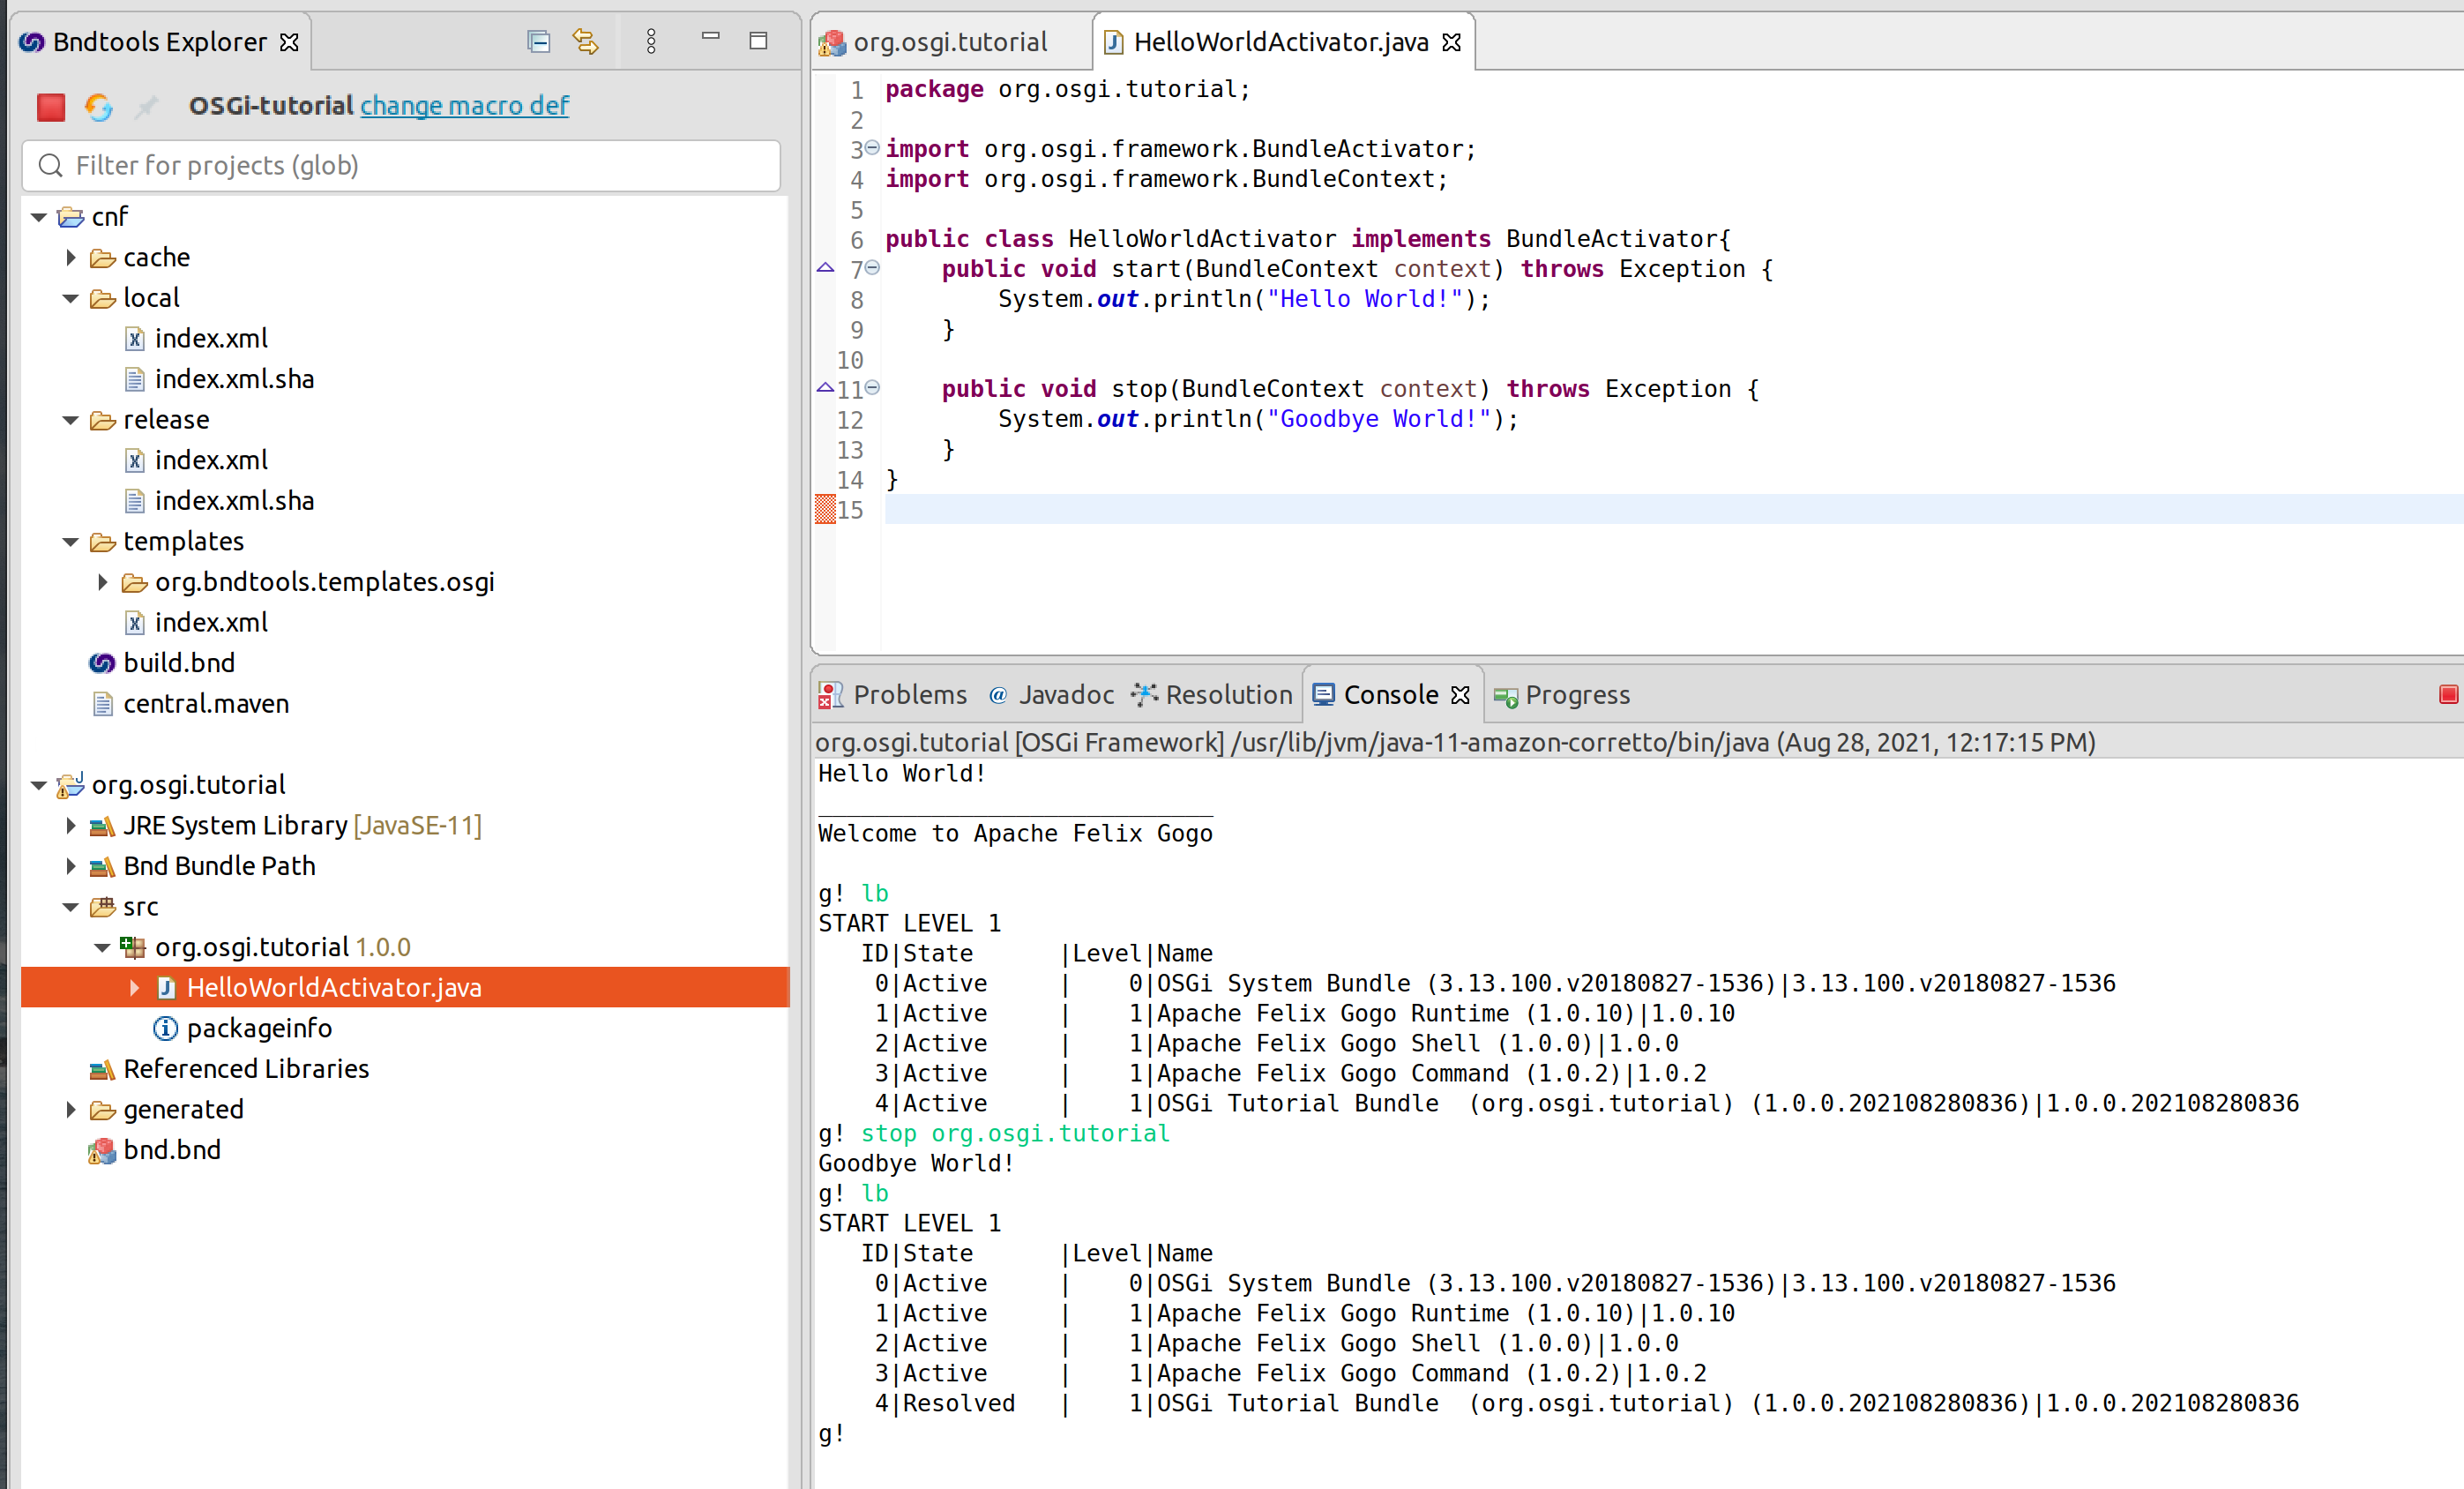 Bndtools Explorer
OSGi-tutorial change macro def
Filter for projects (glob)
cnf
cache
local
index.xml
index.xml.sha
release
index.xml
index.xml.sha
templates
org.bndtools.templates.osgi
index.xml
build.bnd
central.maven
org.osgi.tutorial
JRE System Library [JavaSE-11]
Bnd Bundle Path
src
org.osgi.tutorial 1.0.0
HelloWorldActivator.java
packageinfo
Referenced Libraries
generated
bnd.bnd
org.osgi.tutorial HelloWorldActivator.java
1 package org.osgi.tutorial;
2
3 import org.osgi.framework.BundleActivator;
4 import org.osgi.framework.BundleContext;
5
6 public class HelloWorldActivator implements BundleActivator{
7     public void start(BundleContext context) throws Exception {
8         System.out.println("Hello World!");
9     }
10
11     public void stop(BundleContext context) throws Exception {
12         System.out.println("Goodbye World!");
13     }
14 }
15
Problems @ Javadoc Resolution Console Progress
org.osgi.tutorial [OSGi Framework] /usr/lib/jvm/java-11-amazon-corretto/bin/java (Aug 28, 2021, 12:17:15 PM)
Hello World!
____________________________
Welcome to Apache Felix Gogo
g! lb
START LEVEL 1
   ID|State      |Level|Name
    0|Active     |    0|OSGi System Bundle (3.13.100.v20180827-1536)|3.13.100.v20180827-1536
    1|Active     |    1|Apache Felix Gogo Runtime (1.0.10)|1.0.10
    2|Active     |    1|Apache Felix Gogo Shell (1.0.0)|1.0.0
    3|Active     |    1|Apache Felix Gogo Command (1.0.2)|1.0.2
    4|Active     |    1|OSGi Tutorial Bundle  (org.osgi.tutorial) (1.0.0.202108280836)|1.0.0.202108280836
g! stop org.osgi.tutorial
Goodbye World!
g! lb
START LEVEL 1
   ID|State      |Level|Name
    0|Active     |    0|OSGi System Bundle (3.13.100.v20180827-1536)|3.13.100.v20180827-1536
    1|Active     |    1|Apache Felix Gogo Runtime (1.0.10)|1.0.10
    2|Active     |    1|Apache Felix Gogo Shell (1.0.0)|1.0.0
    3|Active     |    1|Apache Felix Gogo Command (1.0.2)|1.0.2
    4|Resolved   |    1|OSGi Tutorial Bundle  (org.osgi.tutorial) (1.0.0.202108280836)|1.0.0.202108280836
g!